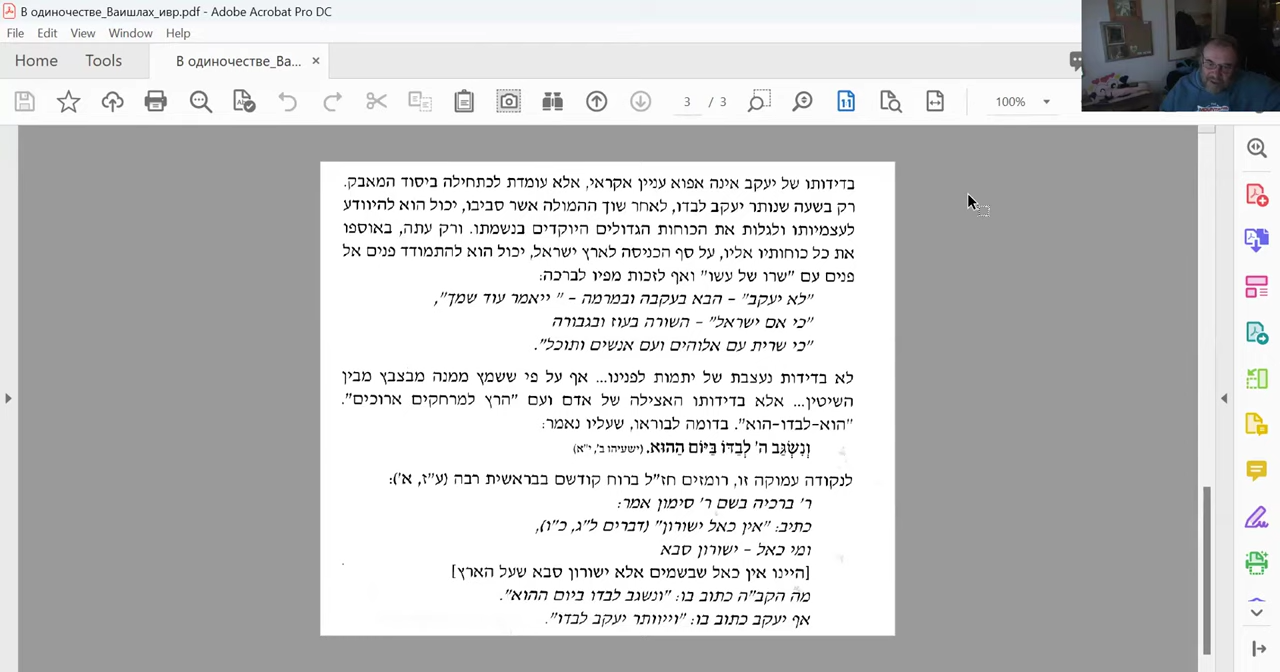 В одиночестве_Ваишлах_ивр.pdf - Adobe Acrobat Pro DC
File Edit View Window Help
Home Tools В одиночестве_Ва... ×
3 / 3 100%
בדידותו של יעקב אינה אפוא עניין אקראי, אלא עומדת לכתחילה ביסוד המאבק.
רק בשעה שנותר יעקב לבדו, לאחר שוך ההמולה אשר סביבו, יכול הוא להיוודע
לעצמיותו ולגלות את הכוחות הגדולים היוקדים בנשמתו. ורק עתה, באוספו
את כל כוחותיו אליו, על סף הכניסה לארץ ישראל, יכול הוא להתמודד פנים אל
פנים עם "שרו של עשו" ואף לזכות מפיו לברכה:
"לא יעקב" – הבא בעקבה ובמרמה – " ייאמר עוד שמך",
"כי אם ישראל" – השורה בעוז ובגבורה
"כי שרית עם אלוהים ועם אנשים ותוכל".
לא בדידות נעצבת של יתמות לפנינו... אף על פי ששמץ ממנה מבצבץ מבין
השיטין... אלא בדידותו האצילה של אדם ועם "הרץ למרחקים ארוכים".
"הוא-לבדו-הוא". בדומה לבוראו, שעליו נאמר:
וְנִשְׂגַּב ה' לְבַדּוֹ בַּיּוֹם הַהוּא. (ישעיהו ב', י"א)
לנקודה עמוקה זו, רומזים חז"ל ברוח קודשם בבראשית רבה (ע"ז, א'):
ר' ברכיה בשם ר' סימון אמר:
כתיב: "אין כאל ישורון" (דברים ל"ג, כ"ו),
ומי כאל – ישורון סבא
[היינו אין כאל שבשמים אלא ישורון סבא שעל הארץ]
מה הקב"ה כתוב בו: "ונשגב לבדו ביום ההוא".
אף יעקב כתוב בו: "וייוותר יעקב לבדו".